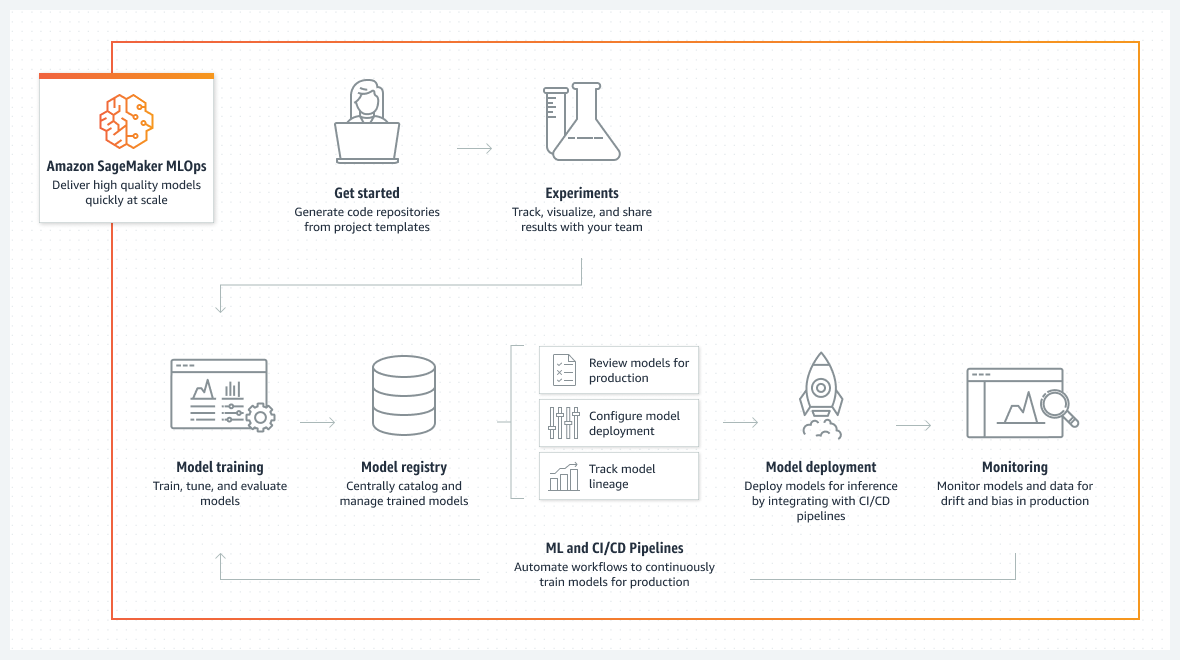 Amazon SageMaker MLOps
Deliver high quality models
quickly at scale
Get started
Generate code repositories
from project templates
Experiments
Track, visualize, and share
results with your team
Model training
Train, tune, and evaluate
models
Model registry
Centrally catalog and
manage trained models
Review models for
production
Configure model
deployment
Track model
lineage
Model deployment
Deploy models for inference
by integrating with CI/CD
pipelines
Monitoring
Monitor models and data for
drift and bias in production
ML and CI/CD Pipelines
Automate workflows to continuously
train models for production